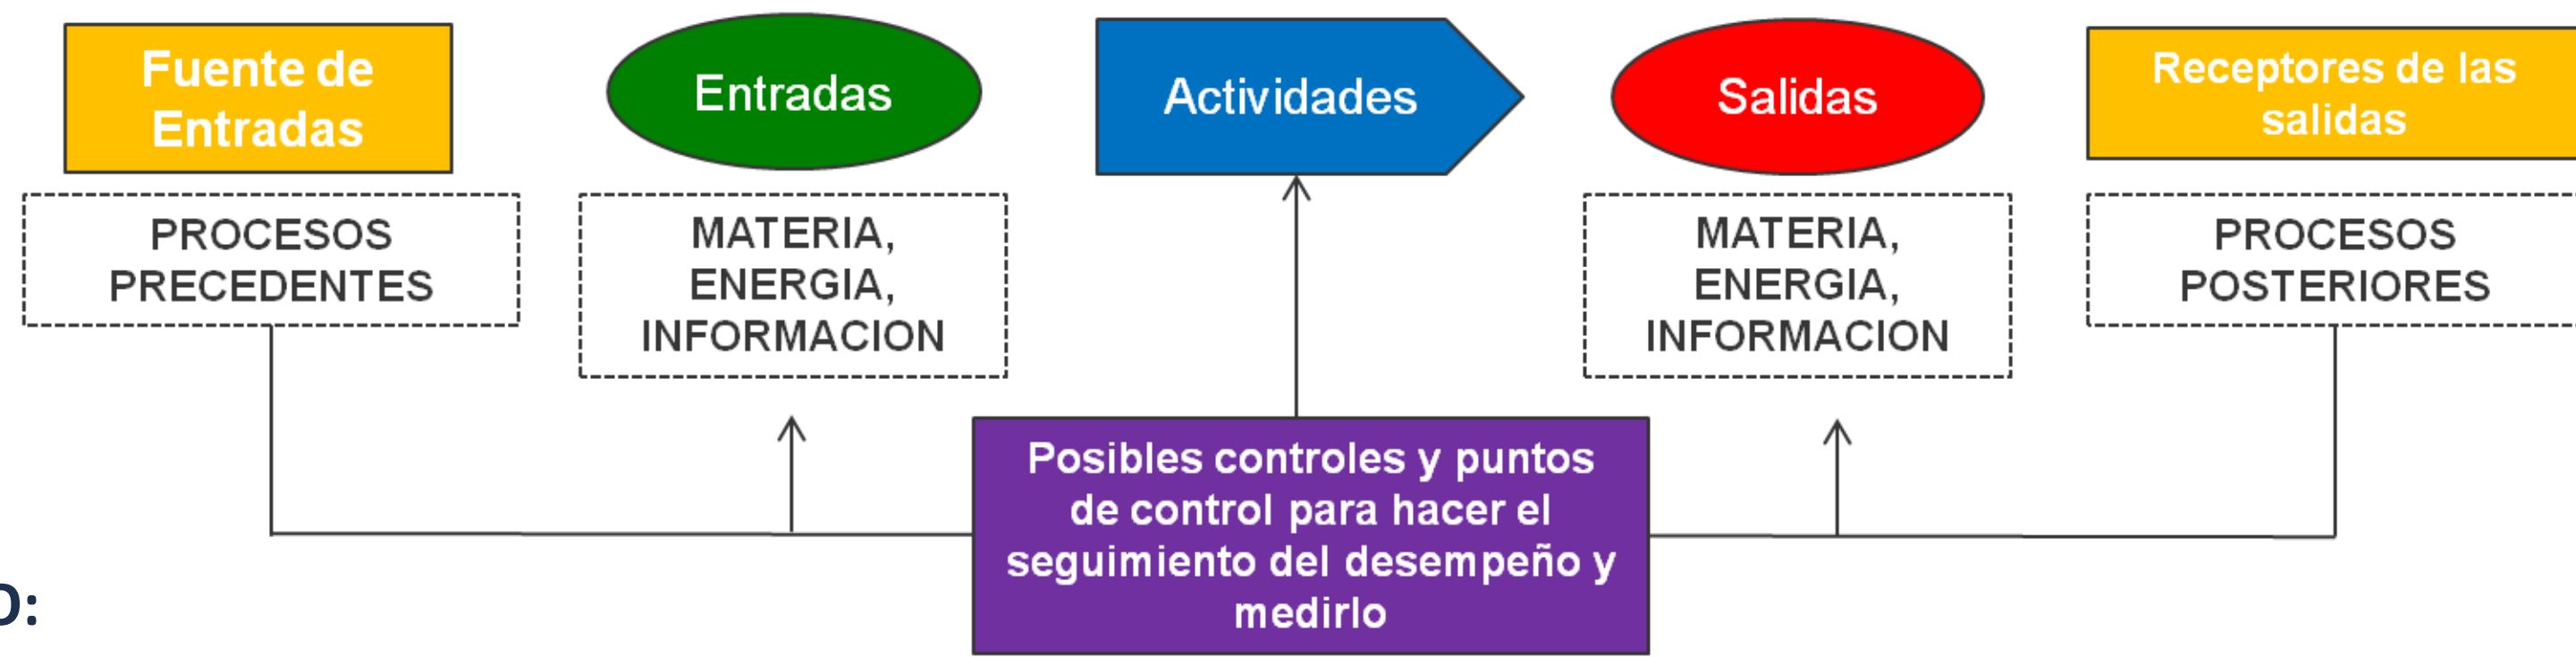 Fuente de
Entradas
Entradas
Actividades
Salidas
Receptores de las
salidas
PROCESOS
PRECEDENTES
MATERIA,
ENERGIA,
INFORMACION
MATERIA,
ENERGIA,
INFORMACION
PROCESOS
POSTERIORES
Posibles controles y puntos
de control para hacer el
seguimiento del desempeño y
medirlo